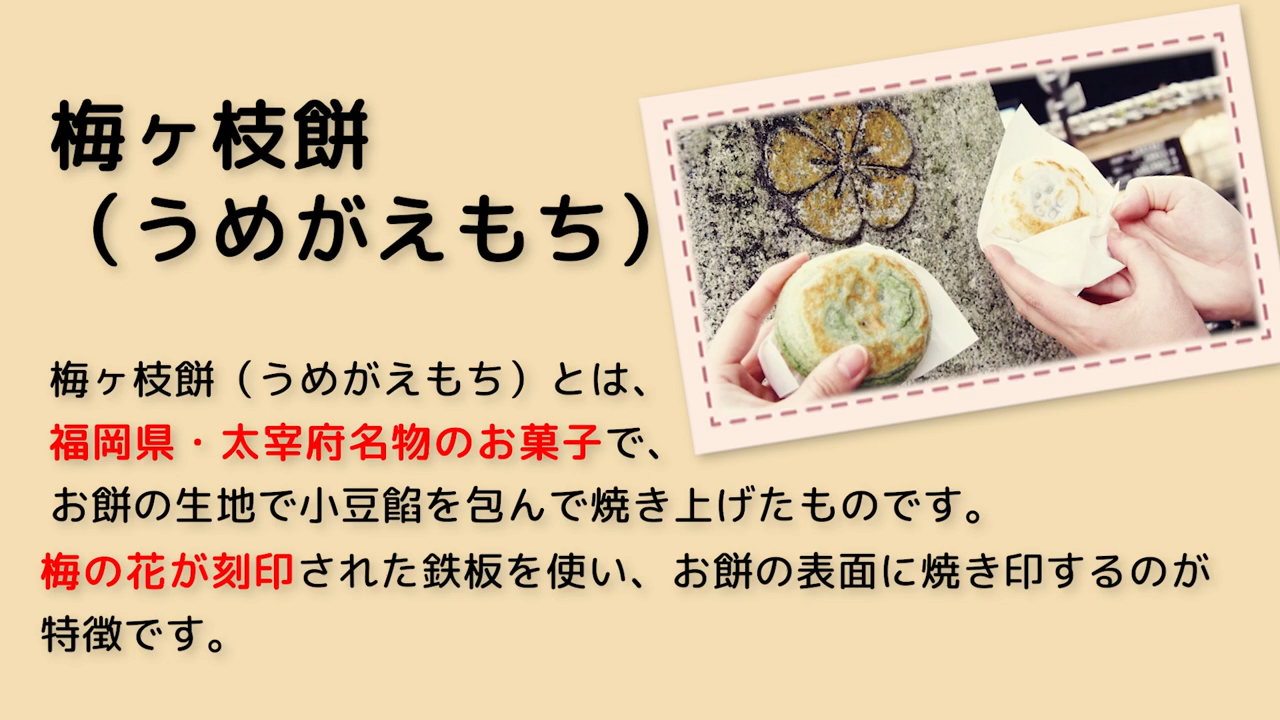 梅ヶ枝餅
（うめがえもち）
梅ヶ枝餅（うめがえもち）とは、
福岡県・太宰府名物のお菓子で、
お餅の生地で小豆餡を包んで焼き上げたものです。
梅の花が刻印された鉄板を使い、お餅の表面に焼き印するのが
特徴です。